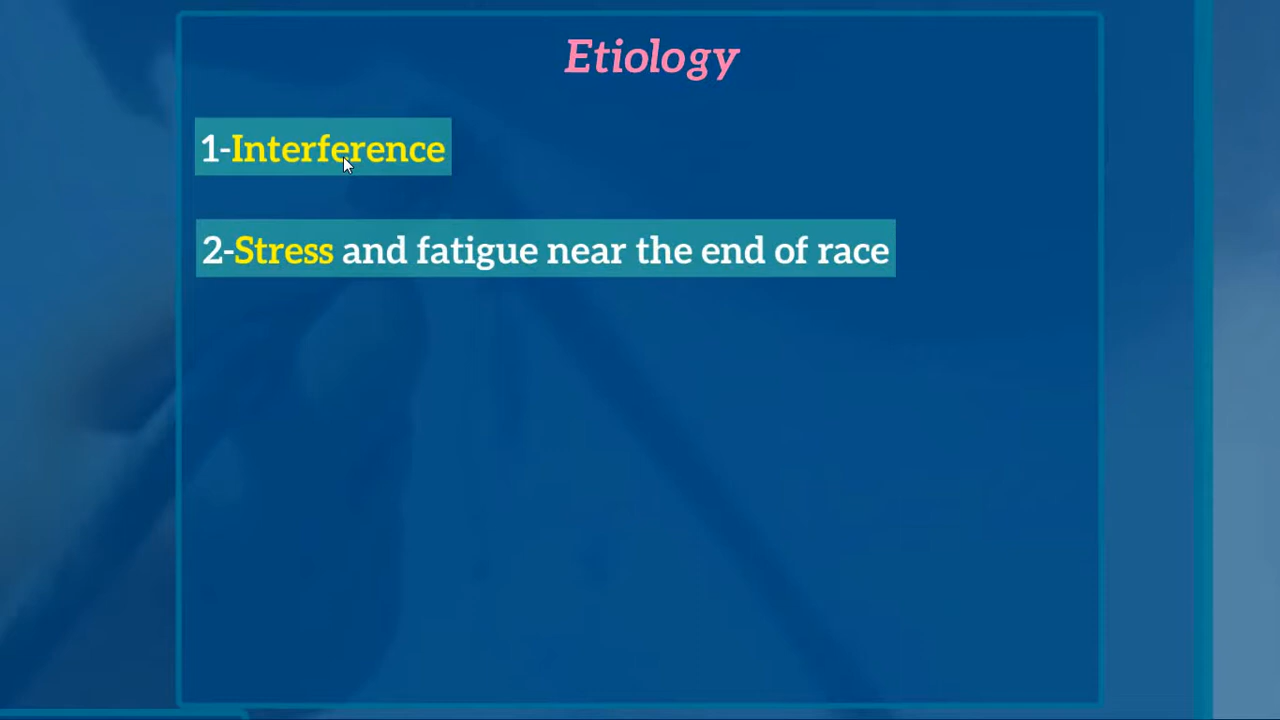 Etiology
1-Interference
2-Stress and fatigue near the end of race